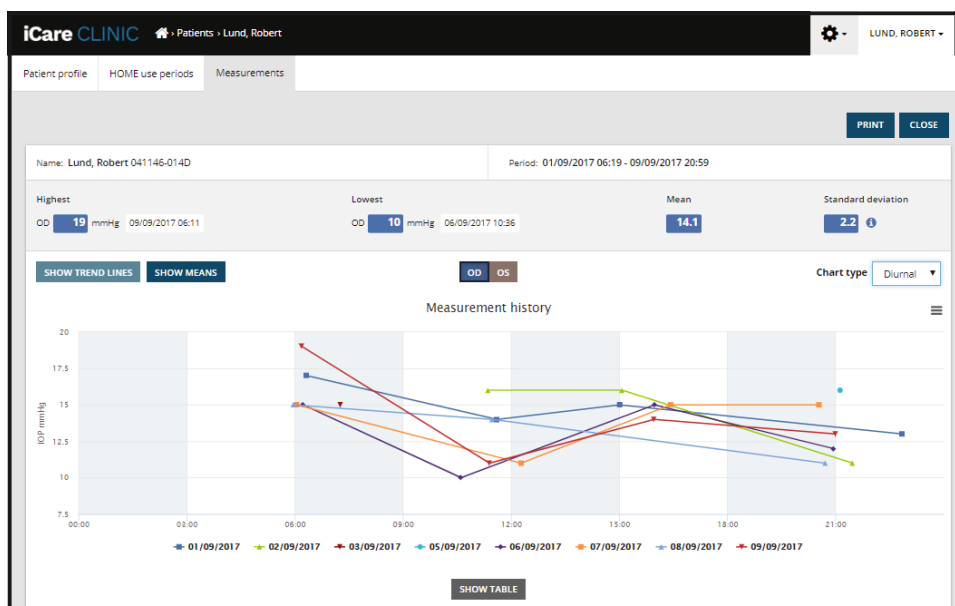 iCare CLINIC › Patients › Lund, Robert LUND, ROBERT
Patient profile HOME use periods Measurements
PRINT CLOSE
Name: Lund, Robert 041146-014D Period: 01/09/2017 06:19 - 09/09/2017 20:59
Highest Lowest Mean Standard deviation
OD 19 mmHg 09/09/2017 06:11 OD 10 mmHg 06/09/2017 10:36 14.1 2.2 i
SHOW TREND LINES SHOW MEANS OD OS Chart type Diurnal
Measurement history
20
17.5
15
12.5
10
7.5
IOP mmHg
00:00 03:00 06:00 09:00 12:00 15:00 18:00 21:00
01/09/2017 02/09/2017 03/09/2017 05/09/2017 06/09/2017 07/09/2017 08/09/2017 09/09/2017
SHOW TABLE